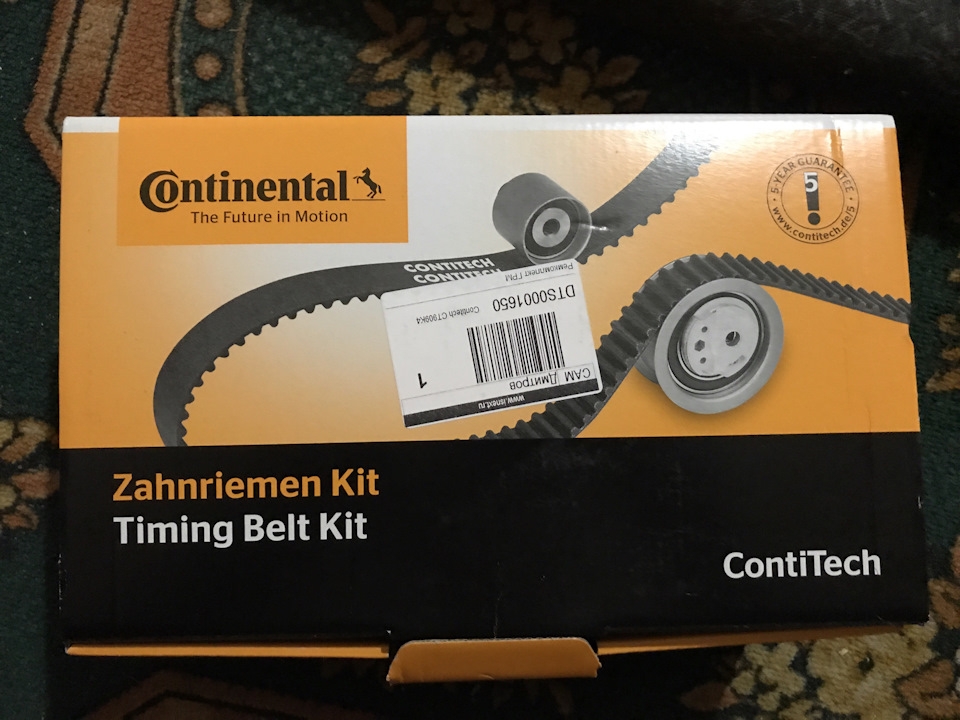 Continental
The Future in Motion
5-YEAR GUARANTEE
5
www.contitech.de/5
CONTITECH
CONTITECH
Ремкомплект ГРМ
DTS0001650
Contitech CT909K4
1
САМ Дмитров
www.isnext.ru
Zahnriemen Kit
Timing Belt Kit
ContiTech